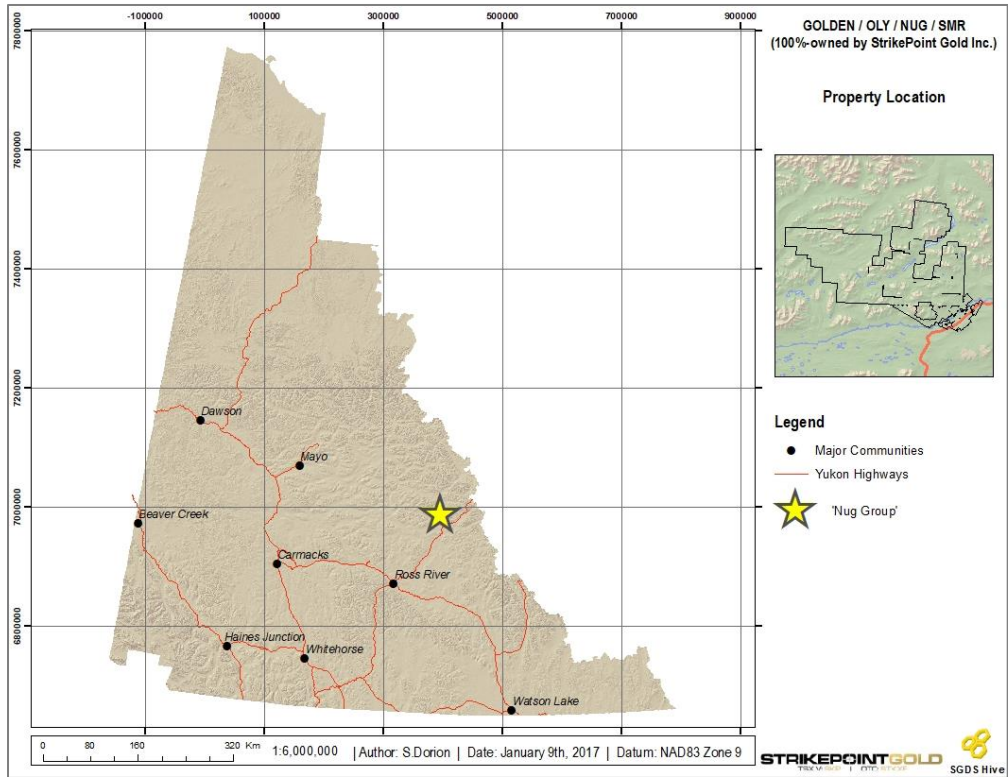 -100000 100000 300000 500000 700000 900000
7800000
7600000
7400000
7200000
7000000
6800000
Dawson
Mayo
Beaver Creek
Carmacks
Ross River
Haines Junction
Whitehorse
Watson Lake
GOLDEN / OLY / NUG / SMR
(100%-owned by StrikePoint Gold Inc.)
Property Location
Legend
Major Communities
Yukon Highways
'Nug Group'
0 80 160 320 Km
1:6,000,000 | Author: S.Dorion | Date: January 9th, 2017 | Datum: NAD83 Zone 9
STRIKEPOINTGOLD
SGDS Hive